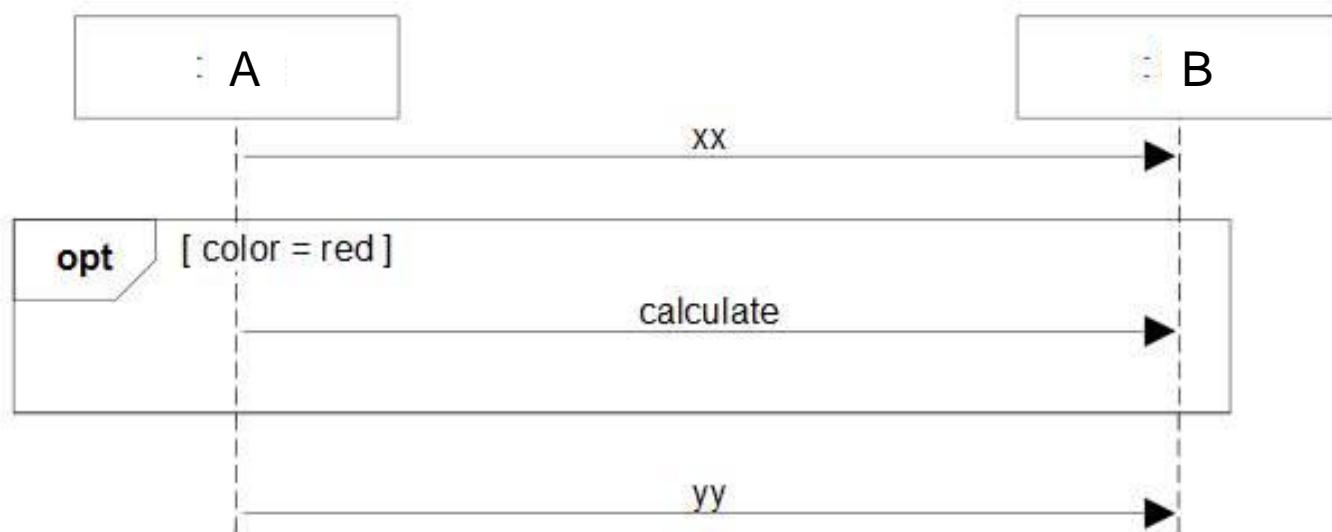 : A
: B
xx
opt
[ color = red ]
calculate
yy